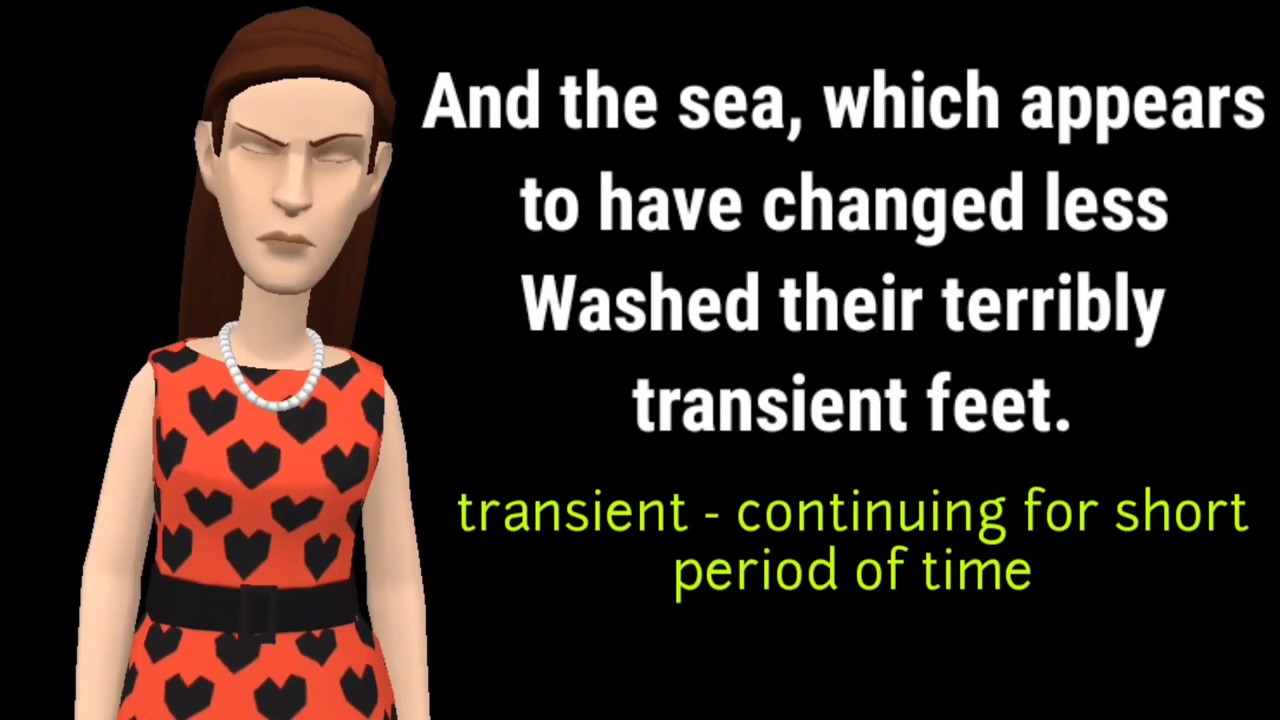 And the sea, which appears
to have changed less
Washed their terribly
transient feet.
transient - continuing for short
period of time